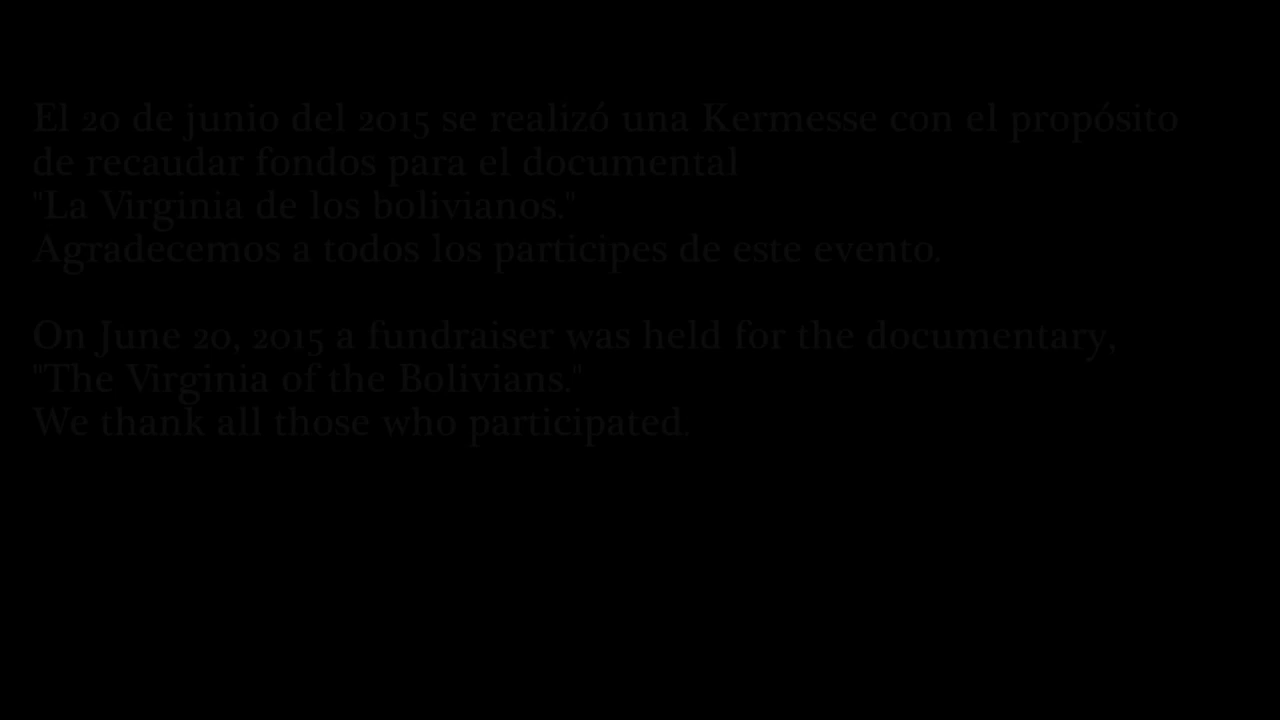 El 20 de junio del 2015 se realizó una Kermesse con el propósito
de recaudar fondos para el documental
"La Virginia de los bolivianos."
Agradecemos a todos los participes de este evento.
On June 20, 2015 a fundraiser was held for the documentary,
"The Virginia of the Bolivians."
We thank all those who participated.